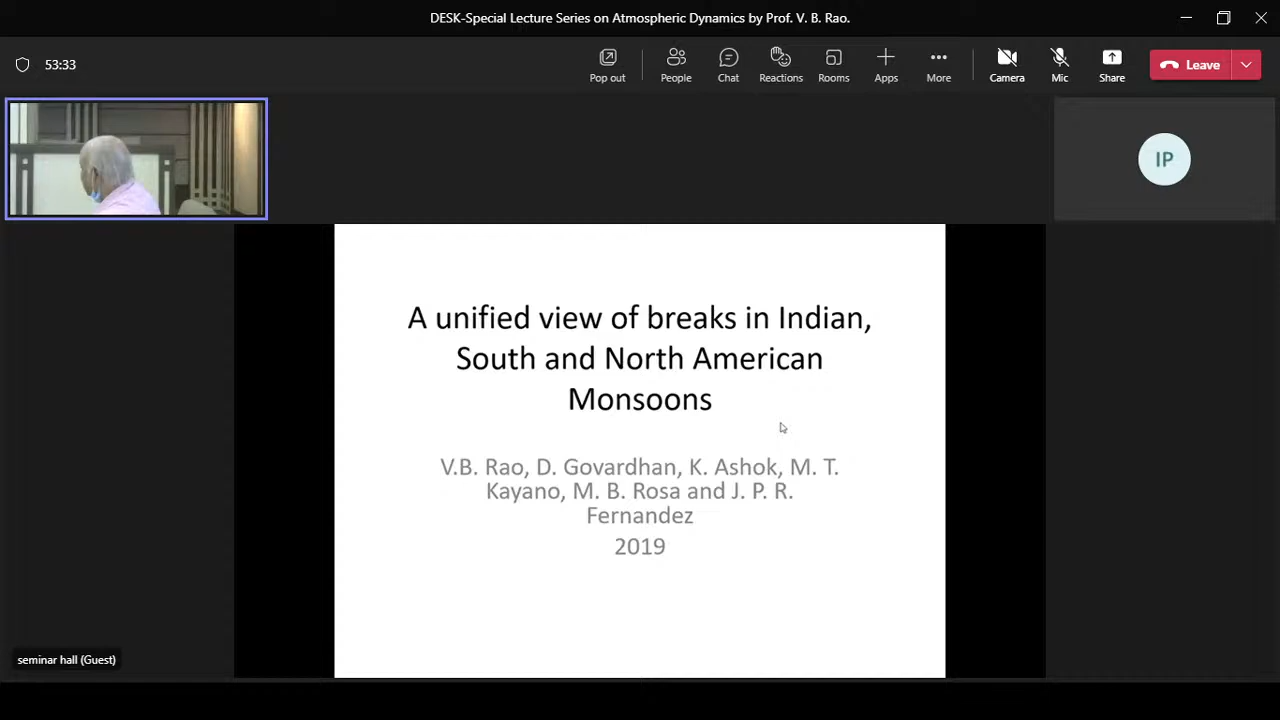 DESK-Special Lecture Series on Atmospheric Dynamics by Prof. V. B. Rao.
53:33
Pop out
People
Chat
Reactions
Rooms
Apps
More
Camera
Mic
Share
Leave
IP
A unified view of breaks in Indian,
South and North American
Monsoons
V.B. Rao, D. Govardhan, K. Ashok, M. T.
Kayano, M. B. Rosa and J. P. R.
Fernandez
2019
seminar hall (Guest)